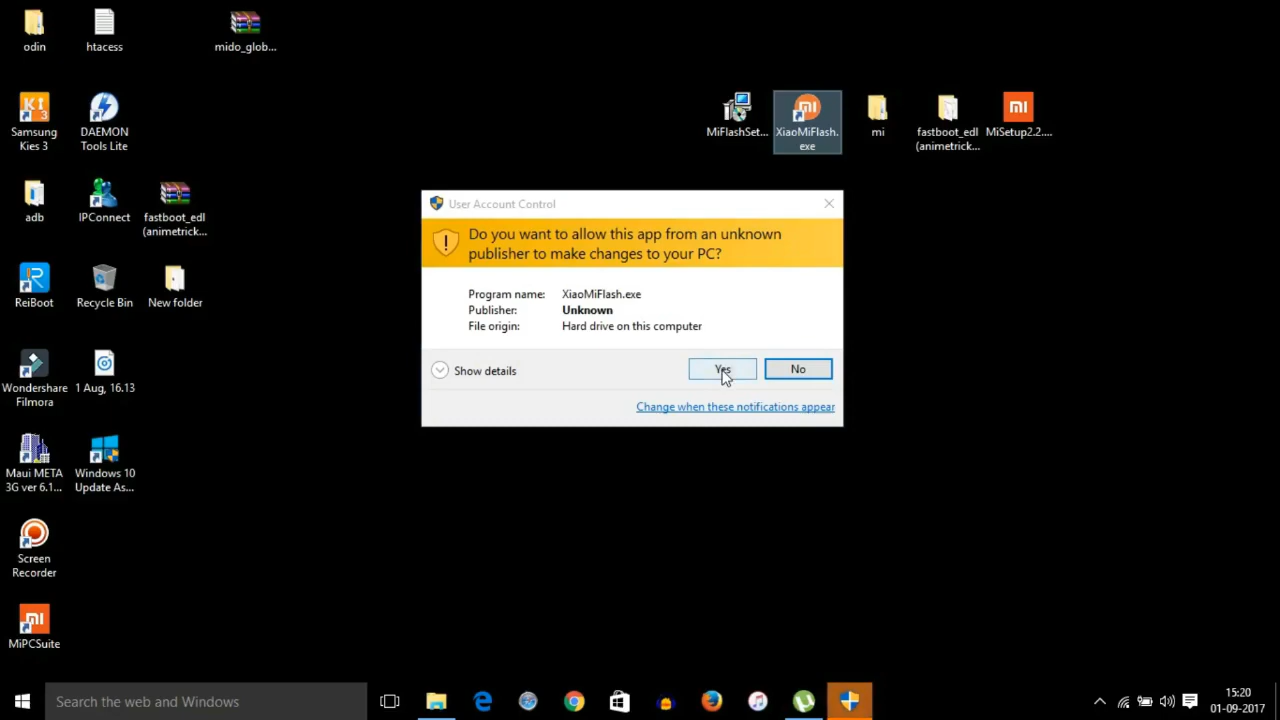 odin
htacess
mido_glob...
Samsung
Kies 3
DAEMON
Tools Lite
MiFlashSet...
XiaoMiFlash.
exe
mi
fastboot_edl
(animetrick...
MiSetup2.2....
adb
IPConnect
fastboot_edl
(animetrick...
ReiBoot
Recycle Bin
New folder
Wondershare
Filmora
1 Aug, 16.13
Maui META
3G ver 6.1...
Windows 10
Update As...
Screen
Recorder
MiPCSuite
User Account Control
Do you want to allow this app from an unknown
publisher to make changes to your PC?
Program name: XiaoMiFlash.exe
Publisher: Unknown
File origin: Hard drive on this computer
Show details
Yes
No
Change when these notifications appear
Search the web and Windows
15:20
01-09-2017